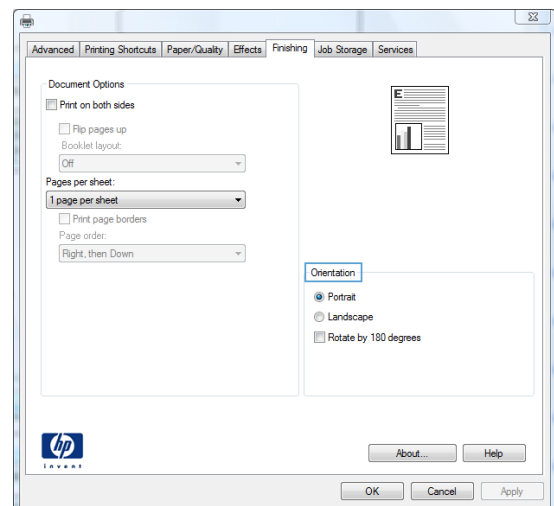 Advanced Printing Shortcuts Paper/Quality Effects Finishing Job Storage Services
Document Options
Print on both sides
Flip pages up
Booklet layout:
Off
Pages per sheet:
1 page per sheet
Print page borders
Page order:
Right, then Down
E
Orientation
Portrait
Landscape
Rotate by 180 degrees
hp
invent
About... Help
OK Cancel Apply